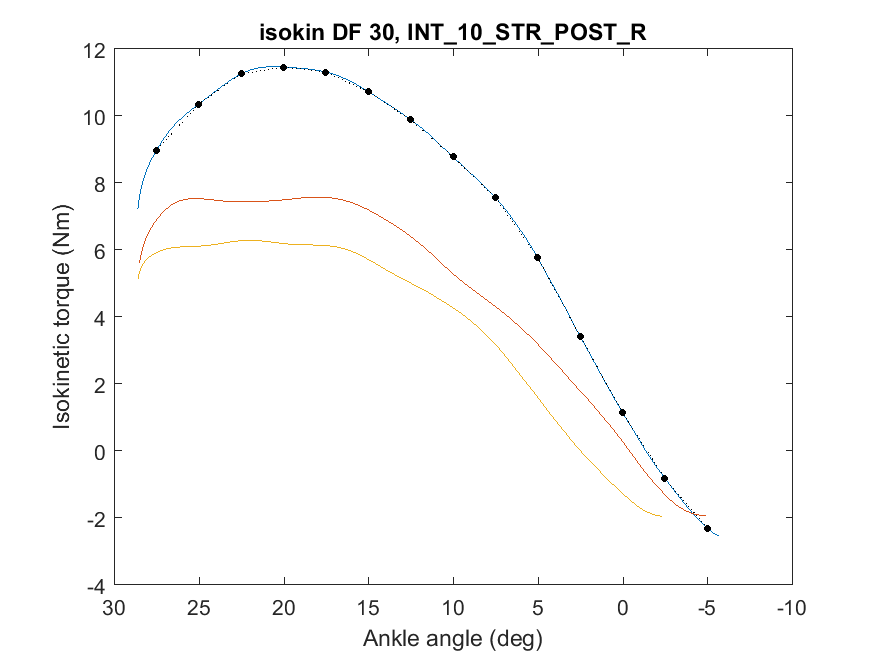 isokin DF 30, INT_10_STR_POST_R
Isokinetic torque (Nm)
12
10
8
6
4
2
0
-2
-4
30 25 20 15 10 5 0 -5 -10
Ankle angle (deg)